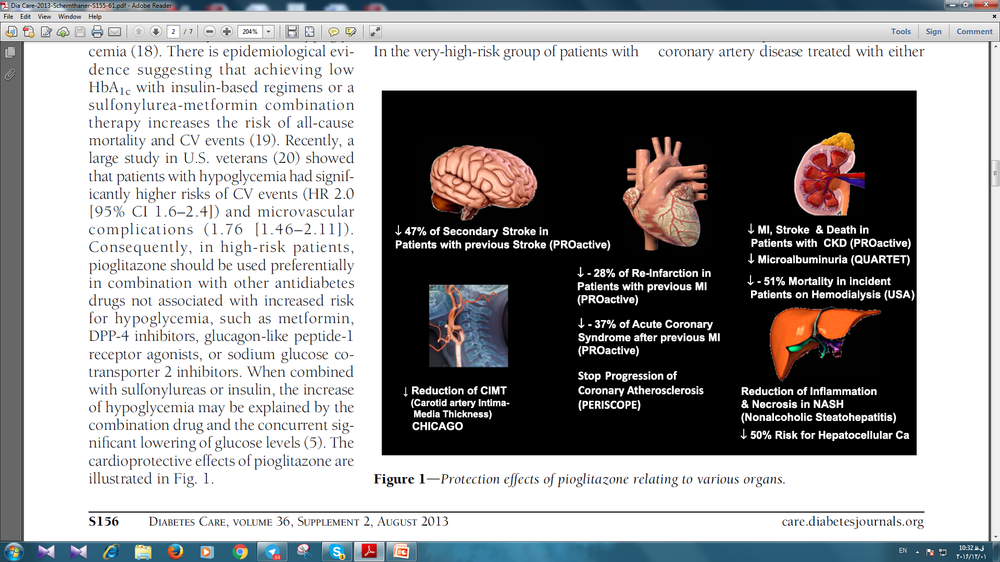 Dia Care-2013-Schernthaner-S155-61.pdf - Adobe Reader
File Edit View Window Help
2 / 7
204%
Tools Sign Comment
cemia (18). There is epidemiological evi-
dence suggesting that achieving low
HbA1c with insulin-based regimens or a
sulfonylurea-metformin combination
therapy increases the risk of all-cause
mortality and CV events (19). Recently, a
large study in U.S. veterans (20) showed
that patients with hypoglycemia had signif-
icantly higher risks of CV events (HR 2.0
[95% CI 1.6–2.4]) and microvascular
complications (1.76 [1.46–2.11]).
Consequently, in high-risk patients,
pioglitazone should be used preferentially
in combination with other antidiabetes
drugs not associated with increased risk
for hypoglycemia, such as metformin,
DPP-4 inhibitors, glucagon-like peptide-1
receptor agonists, or sodium glucose co-
transporter 2 inhibitors. When combined
with sulfonylureas or insulin, the increase
of hypoglycemia may be explained by the
combination drug and the concurrent sig-
nificant lowering of glucose levels (5). The
cardioprotective effects of pioglitazone are
illustrated in Fig. 1.
In the very-high-risk group of patients with
coronary artery disease treated with either
↓ 47% of Secondary Stroke in
Patients with previous Stroke (PROactive)
↓ Reduction of CIMT
(Carotid artery Intima-
Media Thickness)
CHICAGO
↓ - 28% of Re-Infarction in
Patients with previous MI
(PROactive)
↓ - 37% of Acute Coronary
Syndrome after previous MI
(PROactive)
Stop Progression of
Coronary Atherosclerosis
(PERISCOPE)
↓ MI, Stroke & Death in
Patients with CKD (PROactive)
↓ Microalbuminuria (QUARTET)
↓ - 51% Mortality in incident
Patients on Hemodialysis (USA)
Reduction of Inflammation
& Necrosis in NASH
(Nonalcoholic Steatohepatitis)
↓ 50% Risk for Hepatocellular Ca
Figure 1—Protection effects of pioglitazone relating to various organs.
S156 DIABETES CARE, VOLUME 36, SUPPLEMENT 2, AUGUST 2013 care.diabetesjournals.org
93
1
EN
10:32 ق.ظ
۲۰۱۶/۱۲/۰۱